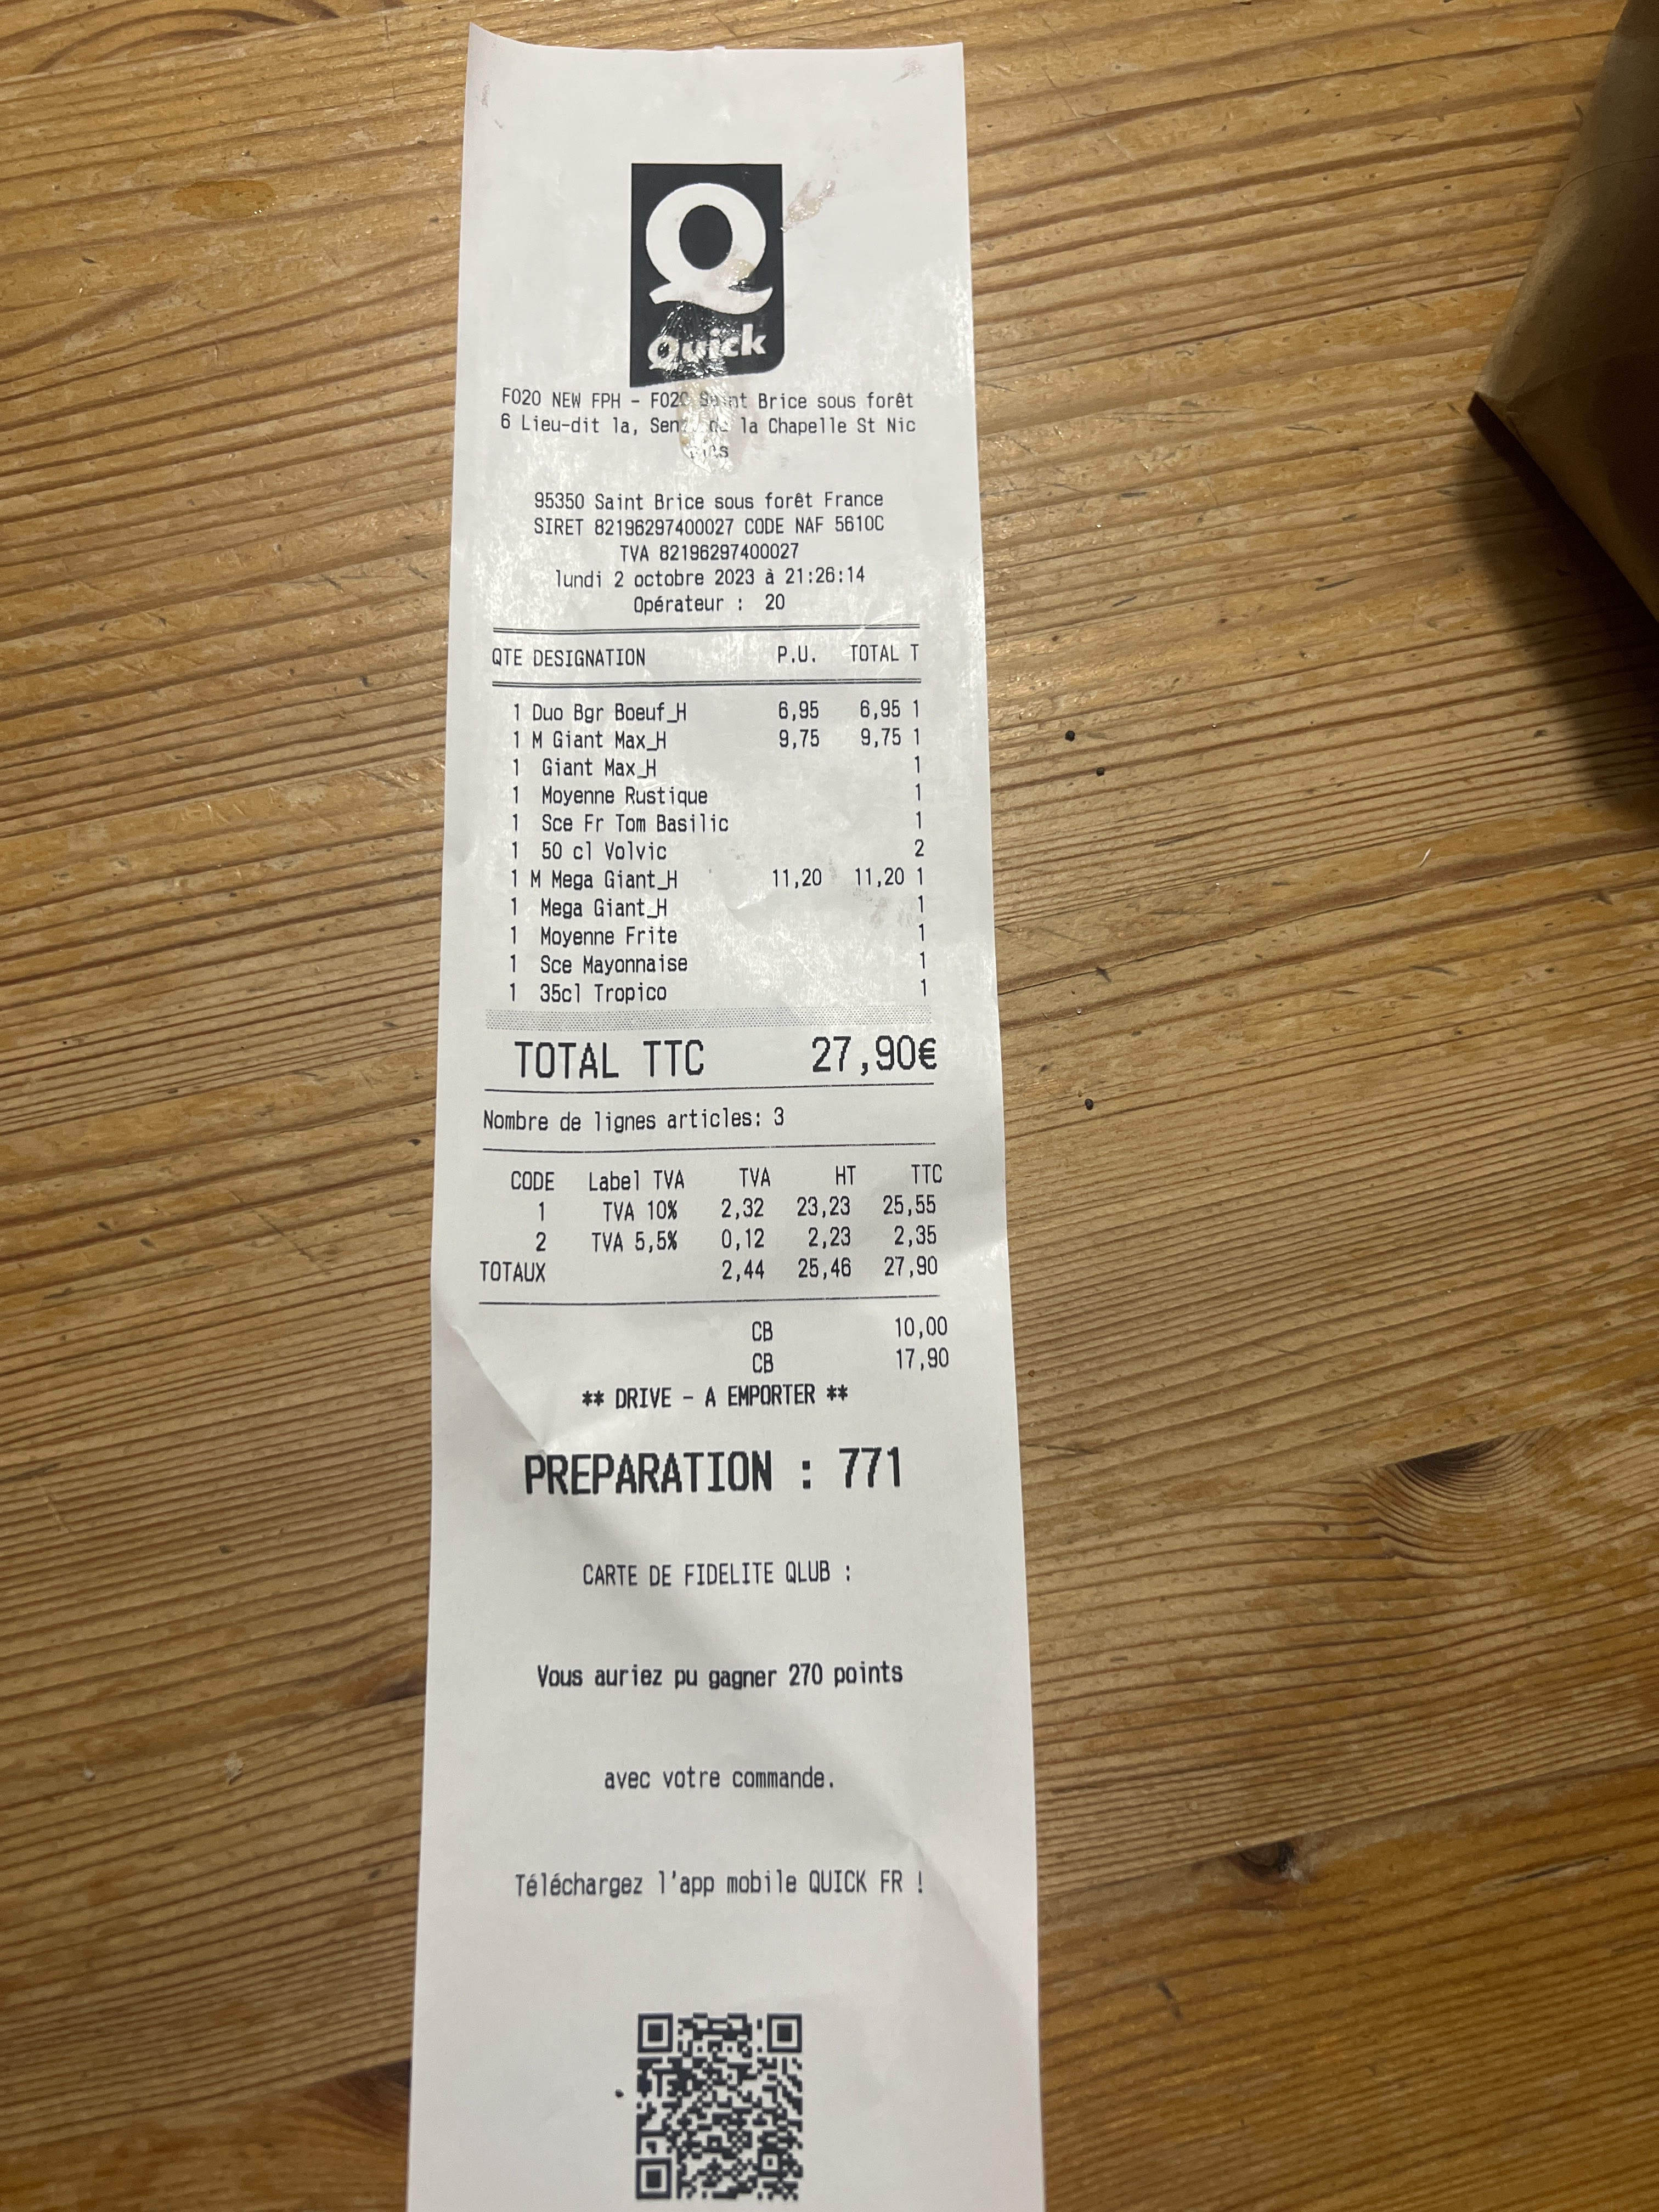 Q
Quick
F020 NEW FPH - F020 Saint Brice sous forêt
6 Lieu-dit la, de la Chapelle St Nic
95350 Saint Brice sous forêt France
SIRET 82196297400027 CODE NAF 5610C
TVA 82196297400027
lundi 2 octobre 2023 à 21:26:14
Opérateur : 20
QTE DESIGNATION P.U. TOTAL T
1 Duo Bgr Boeuf_H 6,95 6,95 1
1 M Giant Max_H 9,75 9,75 1
1 Giant Max_H 1
1 Moyenne Rustique 1
1 Sce Fr Tom Basilic 1
1 50 cl Volvic 2
1 M Mega Giant_H 11,20 11,20 1
1 Mega Giant_H 1
1 Moyenne Frite 1
1 Sce Mayonnaise 1
1 35cl Tropico 1
TOTAL TTC 27,90€
Nombre de lignes articles: 3
CODE Label TVA TVA HT TTC
1 TVA 10% 2,32 23,23 25,55
2 TVA 5,5% 0,12 2,23 2,35
TOTAUX 2,44 25,46 27,90
CB 10,00
CB 17,90
** DRIVE - A EMPORTER **
PREPARATION : 771
CARTE DE FIDELITE QLUB :
Vous auriez pu gagner 270 points
avec votre commande.
Téléchargez l'app mobile QUICK FR !